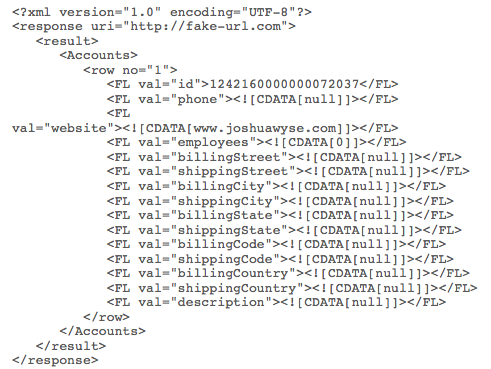 <?xml version="1.0" encoding="UTF-8"?>
<response uri="http://fake-url.com">
   <result>
      <Accounts>
         <row no="1">
            <FL val="id">1242160000000072037</FL>
            <FL val="phone"><![CDATA[null]]></FL>
            <FL
val="website"><![CDATA[www.joshuawyse.com]]></FL>
            <FL val="employees"><![CDATA[0]]></FL>
            <FL val="billingStreet"><![CDATA[null]]></FL>
            <FL val="shippingStreet"><![CDATA[null]]></FL>
            <FL val="billingCity"><![CDATA[null]]></FL>
            <FL val="shippingCity"><![CDATA[null]]></FL>
            <FL val="billingState"><![CDATA[null]]></FL>
            <FL val="shippingState"><![CDATA[null]]></FL>
            <FL val="billingCode"><![CDATA[null]]></FL>
            <FL val="shippingCode"><![CDATA[null]]></FL>
            <FL val="billingCountry"><![CDATA[null]]></FL>
            <FL val="shippingCountry"><![CDATA[null]]></FL>
            <FL val="description"><![CDATA[null]]></FL>
         </row>
      </Accounts>
   </result>
</response>